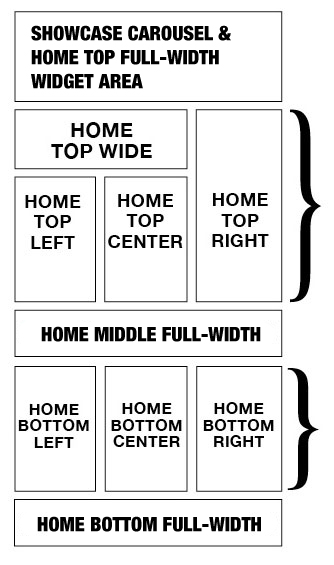 SHOWCASE CAROUSEL &
HOME TOP FULL-WIDTH
WIDGET AREA
HOME
TOP WIDE
HOME
TOP
LEFT
HOME
TOP
CENTER
HOME
TOP
RIGHT
HOME MIDDLE FULL-WIDTH
HOME
BOTTOM
LEFT
HOME
BOTTOM
CENTER
HOME
BOTTOM
RIGHT
HOME BOTTOM FULL-WIDTH